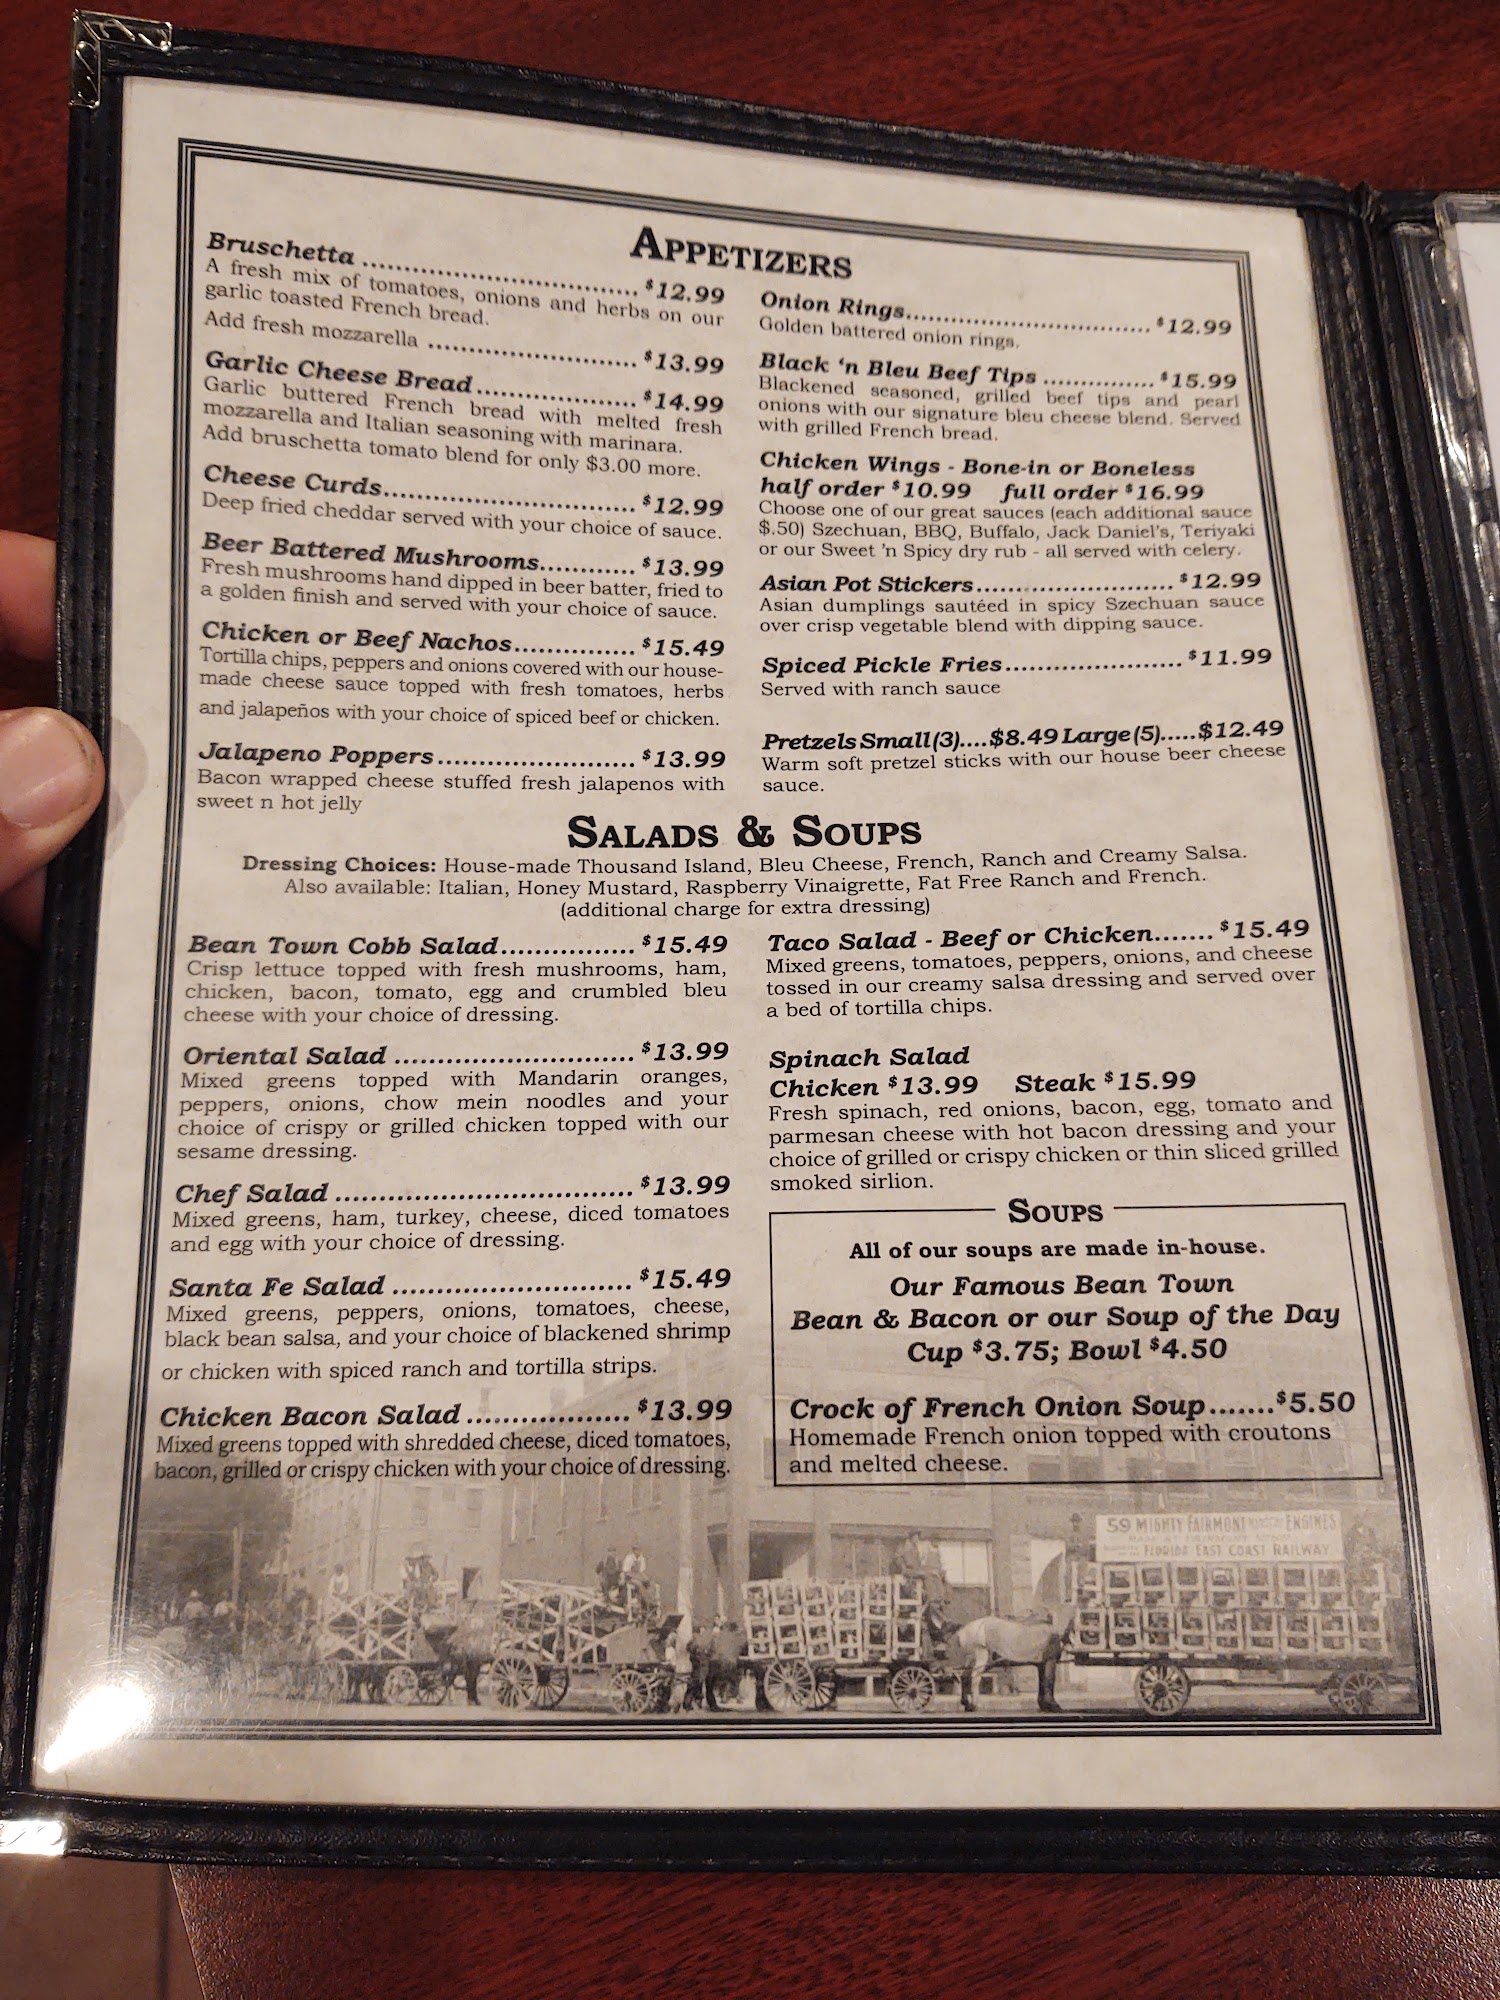 APPETIZERS
Bruschetta .................................. $12.99
A fresh mix of tomatoes, onions and herbs on our
garlic toasted French bread.
Add fresh mozzarella .......................... $13.99
Garlic Cheese Bread .................... $14.99
Garlic buttered French bread with melted fresh
mozzarella and Italian seasoning with marinara.
Add bruschetta tomato blend for only $3.00 more.
Cheese Curds............................... $12.99
Deep fried cheddar served with your choice of sauce.
Beer Battered Mushrooms............ $13.99
Fresh mushrooms hand dipped in beer batter, fried to
a golden finish and served with your choice of sauce.
Chicken or Beef Nachos............... $15.49
Tortilla chips, peppers and onions covered with our house-
made cheese sauce topped with fresh tomatoes, herbs
and jalapeños with your choice of spiced beef or chicken.
Jalapeno Poppers......................... $13.99
Bacon wrapped cheese stuffed fresh jalapenos with
sweet n hot jelly
Onion Rings.................................. $12.99
Golden battered onion rings.
Black 'n Bleu Beef Tips ............... $15.99
Blackened seasoned, grilled beef tips and pearl
onions with our signature bleu cheese blend. Served
with grilled French bread.
Chicken Wings - Bone-in or Boneless
half order $10.99 full order $16.99
Choose one of our great sauces (each additional sauce
$.50) Szechuan, BBQ, Buffalo, Jack Daniel's, Teriyaki
or our Sweet 'n Spicy dry rub - all served with celery.
Asian Pot Stickers......................... $12.99
Asian dumplings sautéed in spicy Szechuan sauce
over crisp vegetable blend with dipping sauce.
Spiced Pickle Fries....................... $11.99
Served with ranch sauce
Pretzels Small (3)....$8.49 Large (5).....$12.49
Warm soft pretzel sticks with our house beer cheese
sauce.
SALADS & SOUPS
Dressing Choices: House-made Thousand Island, Bleu Cheese, French, Ranch and Creamy Salsa.
Also available: Italian, Honey Mustard, Raspberry Vinaigrette, Fat Free Ranch and French.
(additional charge for extra dressing)
Bean Town Cobb Salad................. $15.49
Crisp lettuce topped with fresh mushrooms, ham,
chicken, bacon, tomato, egg and crumbled bleu
cheese with your choice of dressing.
Oriental Salad ............................. $13.99
Mixed greens topped with Mandarin oranges,
peppers, onions, chow mein noodles and your
choice of crispy or grilled chicken topped with our
sesame dressing.
Chef Salad .................................... $13.99
Mixed greens, ham, turkey, cheese, diced tomatoes
and egg with your choice of dressing.
Santa Fe Salad ............................. $15.49
Mixed greens, peppers, onions, tomatoes, cheese,
black bean salsa, and your choice of blackened shrimp
or chicken with spiced ranch and tortilla strips.
Chicken Bacon Salad ................... $13.99
Mixed greens topped with shredded cheese, diced tomatoes,
bacon, grilled or crispy chicken with your choice of dressing.
Taco Salad - Beef or Chicken....... $15.49
Mixed greens, tomatoes, peppers, onions, and cheese
tossed in our creamy salsa dressing and served over
a bed of tortilla chips.
Spinach Salad
Chicken $13.99 Steak $15.99
Fresh spinach, red onions, bacon, egg, tomato and
parmesan cheese with hot bacon dressing and your
choice of grilled or crispy chicken or thin sliced grilled
smoked sirlion.
SOUPS
All of our soups are made in-house.
Our Famous Bean Town
Bean & Bacon or our Soup of the Day
Cup $3.75; Bowl $4.50
Crock of French Onion Soup.......$5.50
Homemade French onion topped with croutons
and melted cheese.
59 MIGHTY FAIRMONT ENGINES
FLORIDA EAST COAST RAILWAY